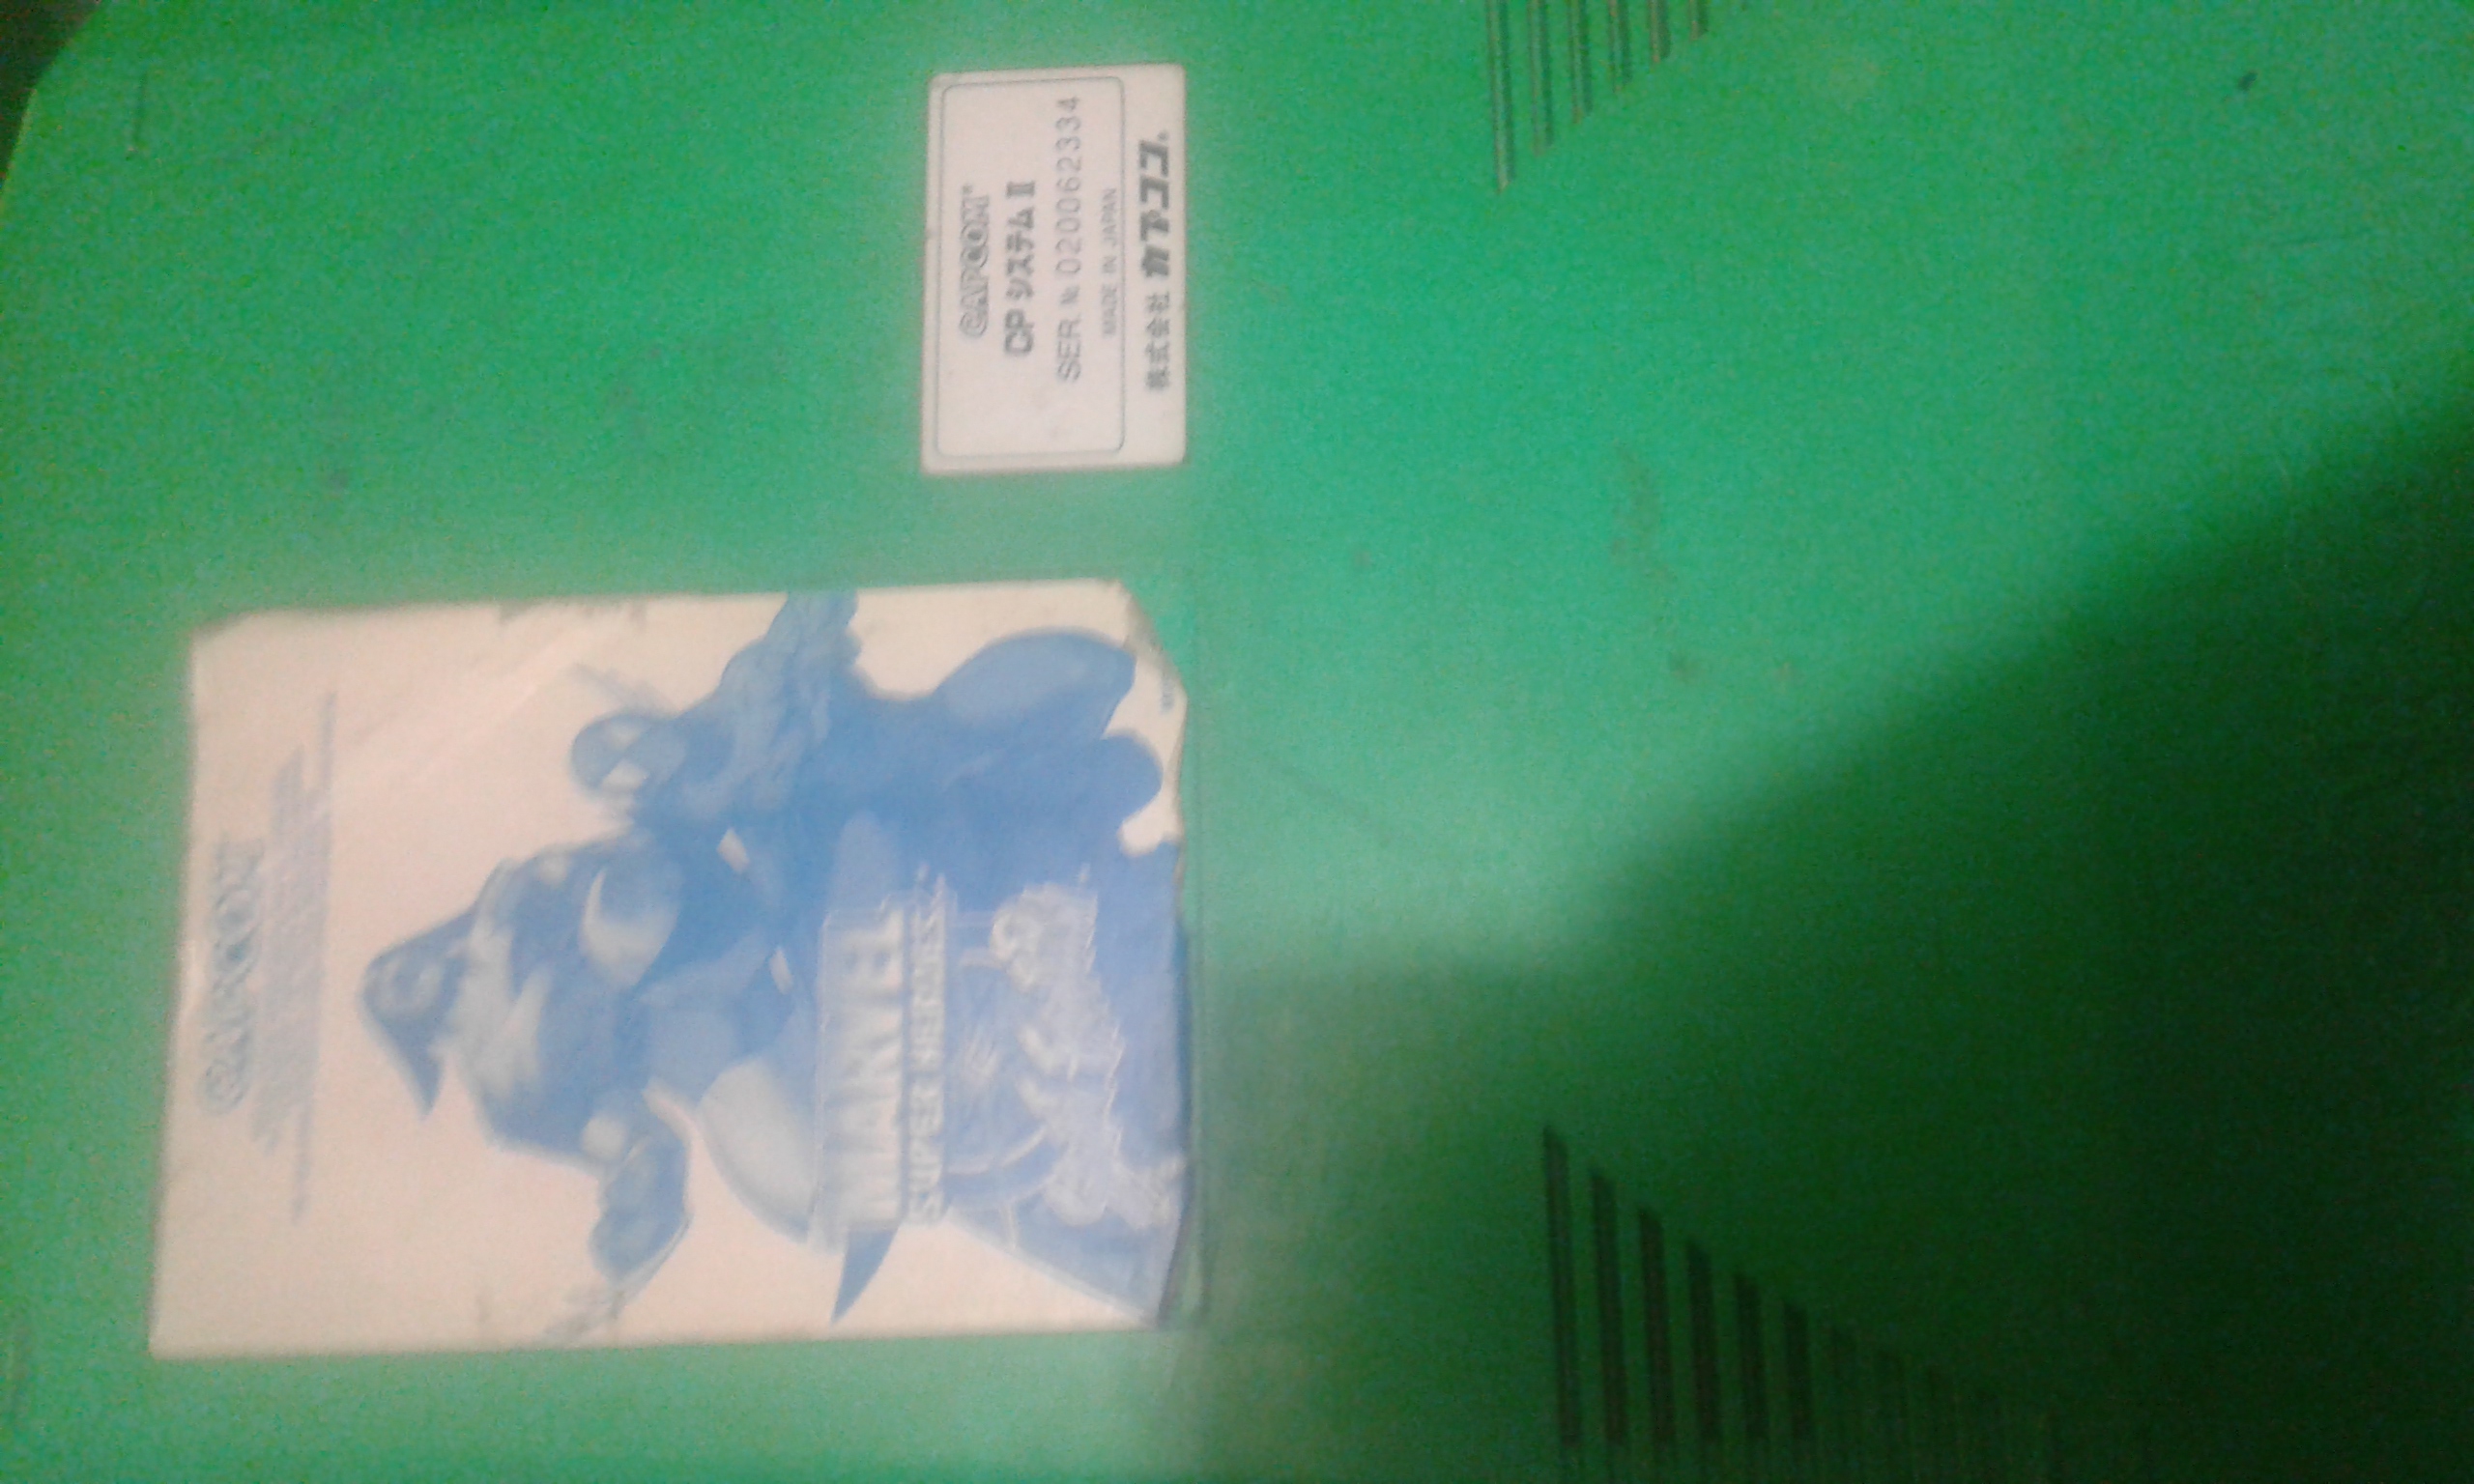 CAPCOM
CP システム II
SER. № 0200623334
MADE IN JAPAN
株式会社 カプコン
CAPCOM
MARVEL
SUPER HEROES